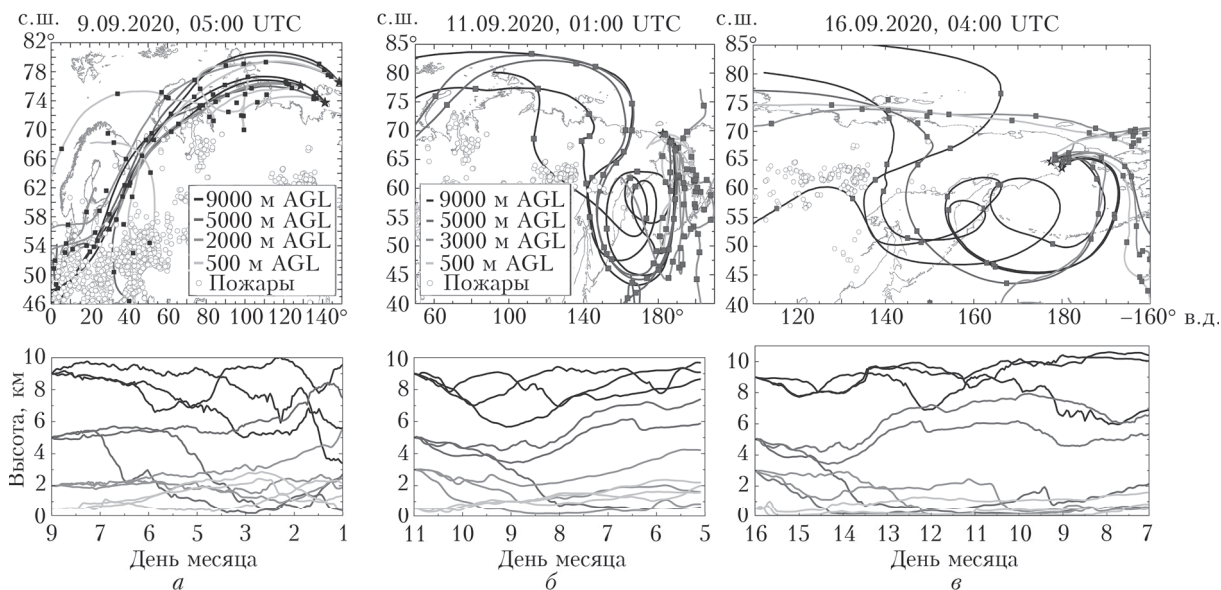 с.ш. 9.09.2020, 05:00 UTC
82°
78
74
70
66
62
58
54
50
46
0 20 40 60 80 100 120 140°
9000 м AGL
5000 м AGL
2000 м AGL
500 м AGL
Пожары
с.ш. 11.09.2020, 01:00 UTC
85°
80
75
70
65
60
55
50
45
40
60 80 100 120 140 160 180°
9000 м AGL
5000 м AGL
3000 м AGL
500 м AGL
Пожары
с.ш. 16.09.2020, 04:00 UTC
85°
80
75
70
65
60
55
50
45
40
120 140 160 180 −160° в.д.
Высота, км
10
8
6
4
2
0
9 7 6 5 4 3 2 1
День месяца
а
10
8
6
4
2
0
11 10 9 8 7 6 5
День месяца
б
10
8
6
4
2
0
16 15 14 13 12 11 10 9 8 7
День месяца
в